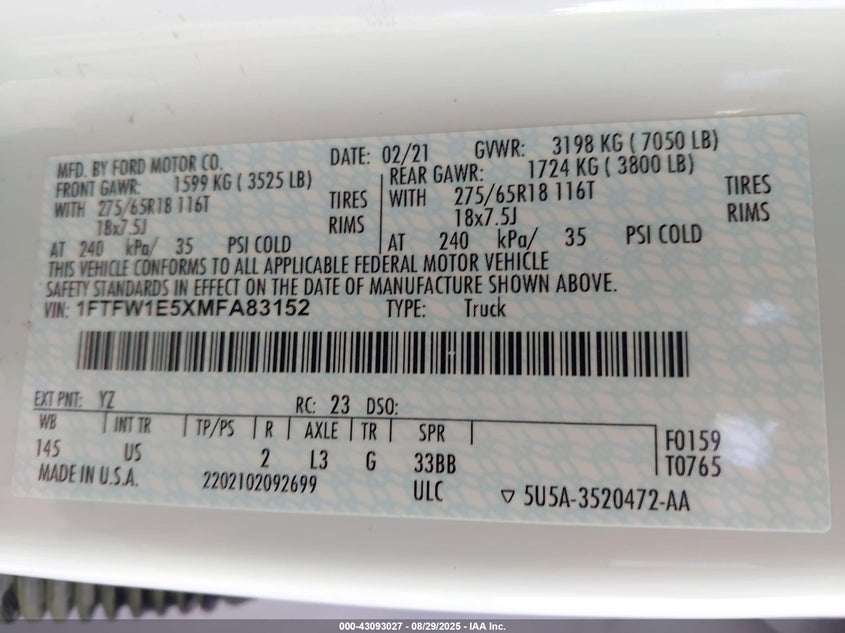 MFD. BY FORD MOTOR CO. DATE: 02/21 GVWR: 3198 KG ( 7050 LB)
FRONT GAWR: 1599 KG ( 3525 LB) REAR GAWR: 1724 KG ( 3800 LB)
WITH 275/65R18 116T TIRES WITH 275/65R18 116T TIRES
18x7.5J RIMS 18x7.5J RIMS
AT 240 kPa/ 35 PSI COLD AT 240 kPa/ 35 PSI COLD
THIS VEHICLE CONFORMS TO ALL APPLICABLE FEDERAL MOTOR VEHICLE
SAFETY STANDARDS IN EFFECT ON THE DATE OF MANUFACTURE SHOWN ABOVE.
VIN: 1FTFW1E5XMFA83152 TYPE: Truck
EXT PNT: YZ RC: 23 DSO:
WB INT TR TP/PS R AXLE TR SPR F0159
145 US 2 L3 G 33BB T0765
MADE IN U.S.A. 2202102092699 ULC ▽ 5U5A-3520472-AA
000-43093027 - 08/29/2025 - IAA Inc.